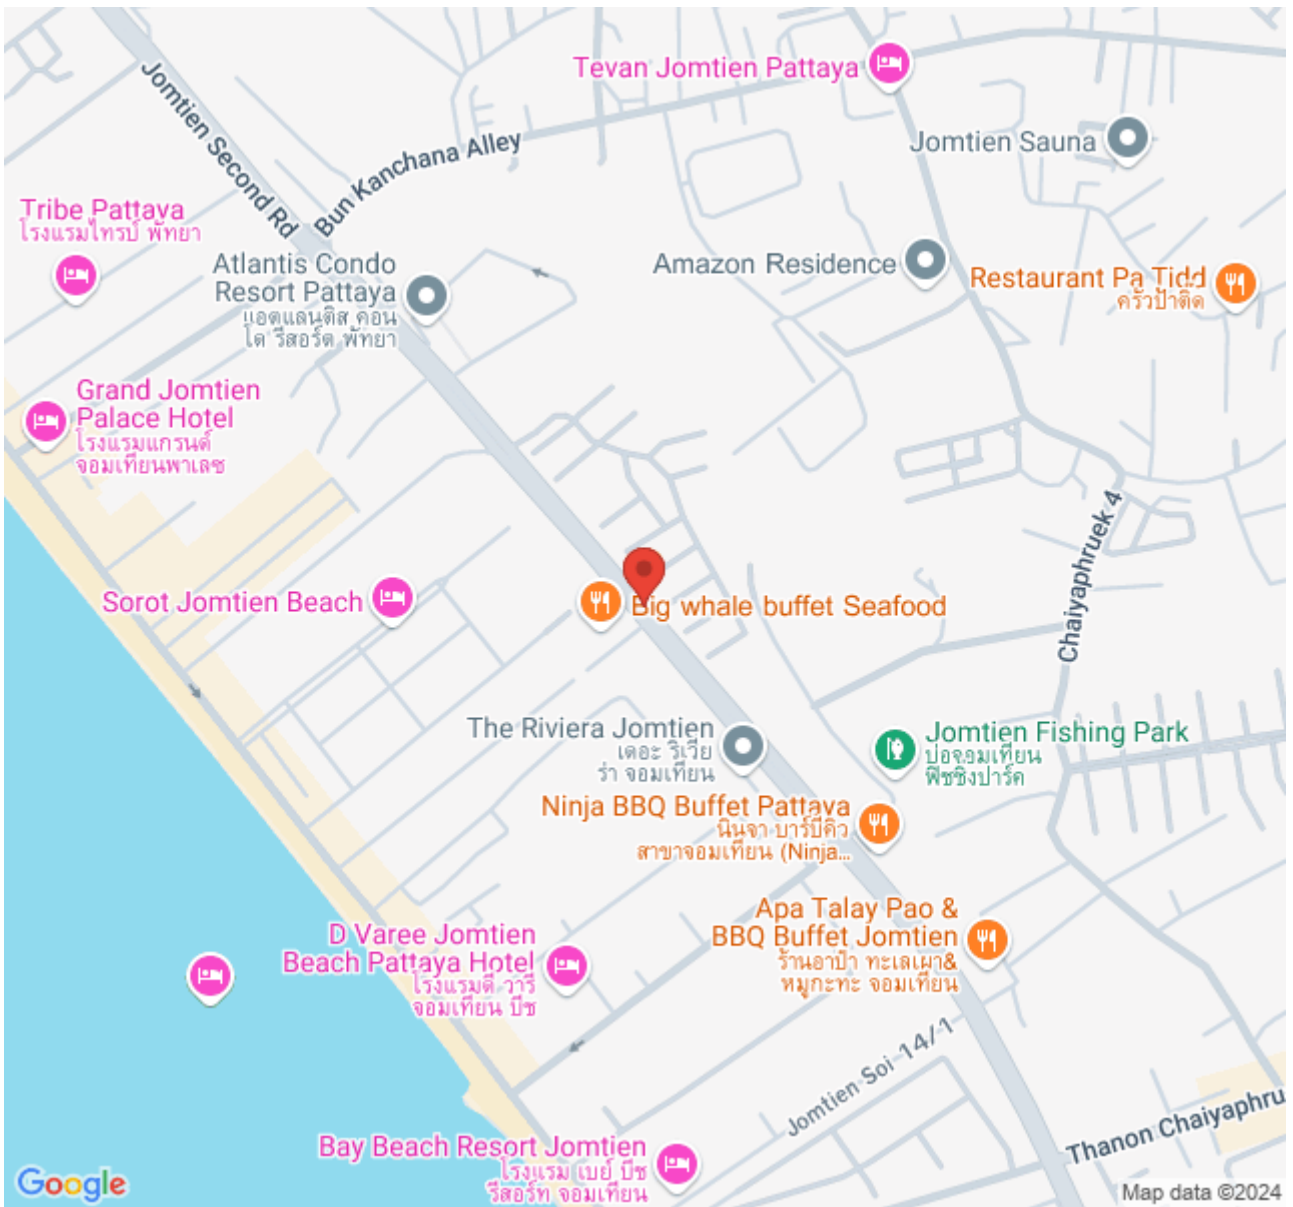 Tevan Jomtien Pattaya
Jomtien Second Rd
Bun Kanchana Alley
Jomtien Sauna
Tribe Pattaya
โรงแรมไทรบ์ พัทยา
Atlantis Condo
Resort Pattaya
แอตแลนติส คอน
โด รีสอร์ต พัทยา
Amazon Residence
Restaurant Pa Tidd
ครัวป้าติ๊ด
Grand Jomtien
Palace Hotel
โรงแรมแกรนด์
จอมเทียนพาเลซ
Chaiyaphruek 4
Sorot Jomtien Beach
Big whale buffet Seafood
The Riviera Jomtien
เดอะ ริเวีย
ร่า จอมเทียน
Jomtien Fishing Park
บ่อจอมเทียน
ฟิชชิ่งปาร์ค
Ninja BBQ Buffet Pattaya
นินจา บาร์บีคิว
สาขาจอมเทียน (Ninja...
Apa Talay Pao &
BBQ Buffet Jomtien
ร้านอาป๋า ทะเลเผา&
หมูกะทะ จอมเทียน
D Varee Jomtien
Beach Pattaya Hotel
โรงแรมดี วารี
จอมเทียน บีช
Jomtien Soi 14/1
Thanon Chaiyaphru
Bay Beach Resort Jomtien
โรงแรม เบย์ บีช
รีสอร์ท จอมเทียน
Google
Map data ©2024